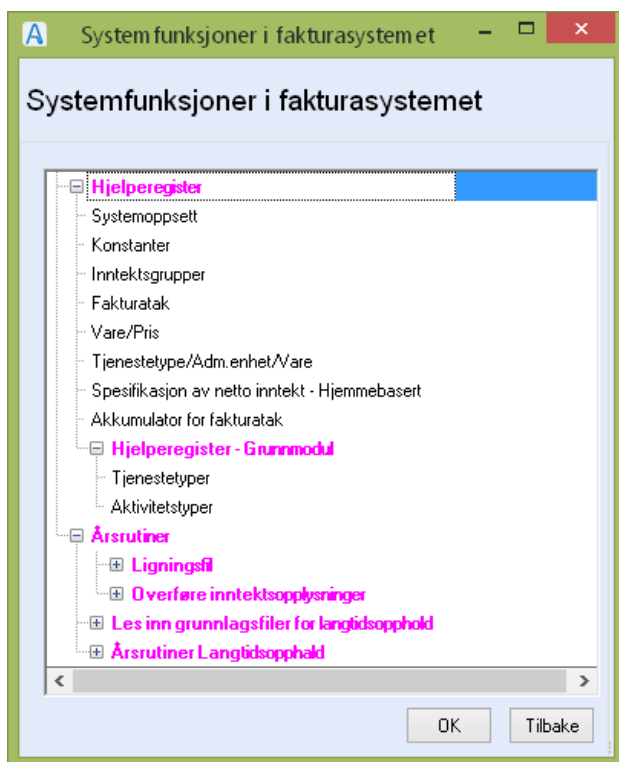 Systemfunksjoner i fakturasystemet
Systemfunksjoner i fakturasystemet
Hjelperegister
Systemoppsett
Konstanter
Inntektsgrupper
Fakturatak
Vare/Pris
Tjenestetype/Adm.enhet/Vare
Spesifikasjon av netto inntekt - Hjemmebasert
Akkumulator for fakturatak
Hjelperegister - Grunnmodul
Tjenestetyper
Aktivitetstyper
Årsrutiner
Ligningsfil
Overføre inntektsopplysninger
Les inn grunnlagsfiler for langtidsopphold
Årsrutiner Langtidsopphald
OK Tilbake